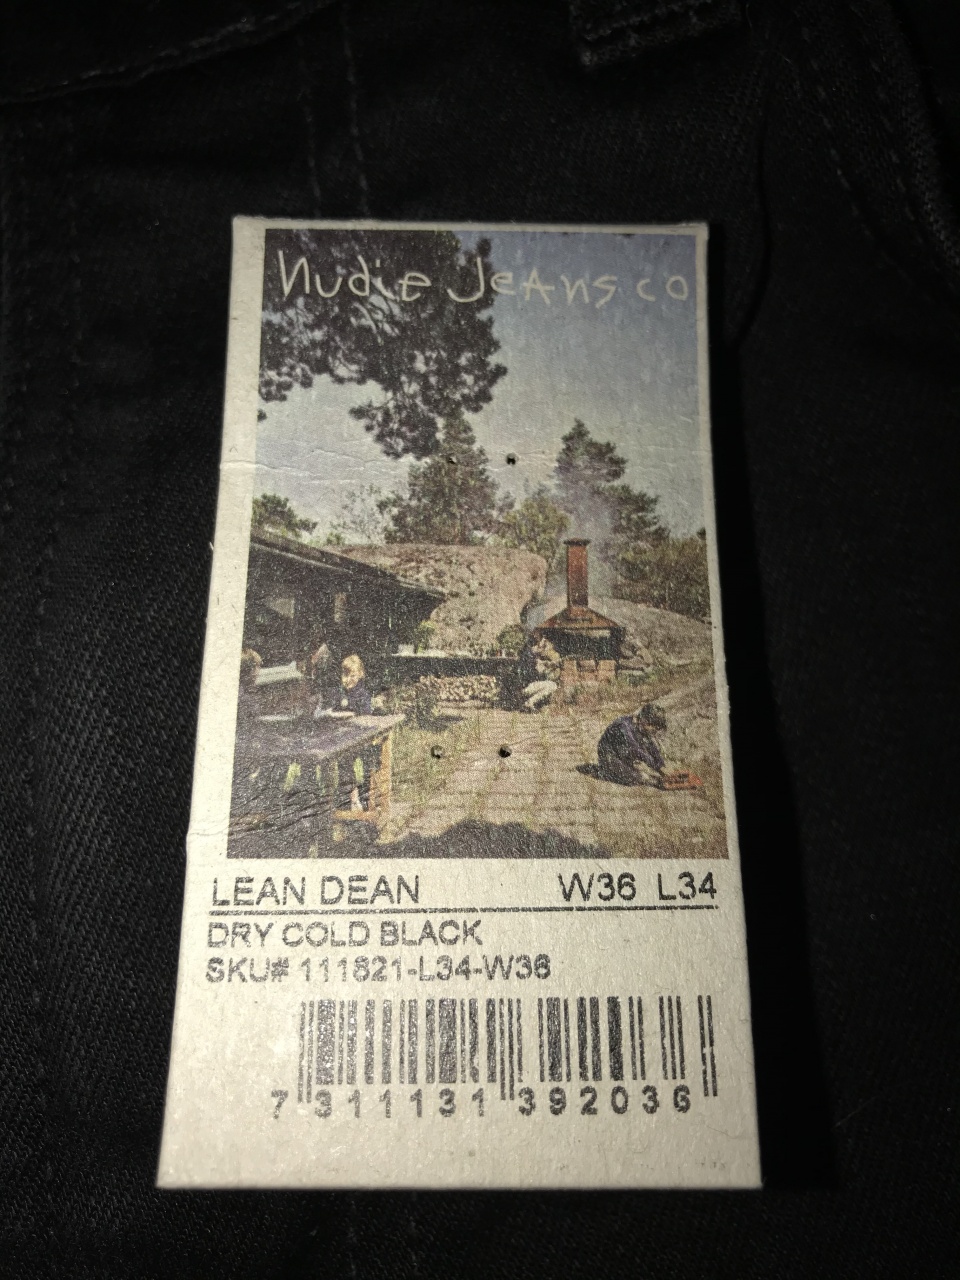 Nudie Jeans co
LEAN DEAN W36 L34
DRY COLD BLACK
SKU# 111821-L34-W36
7 311131 392036